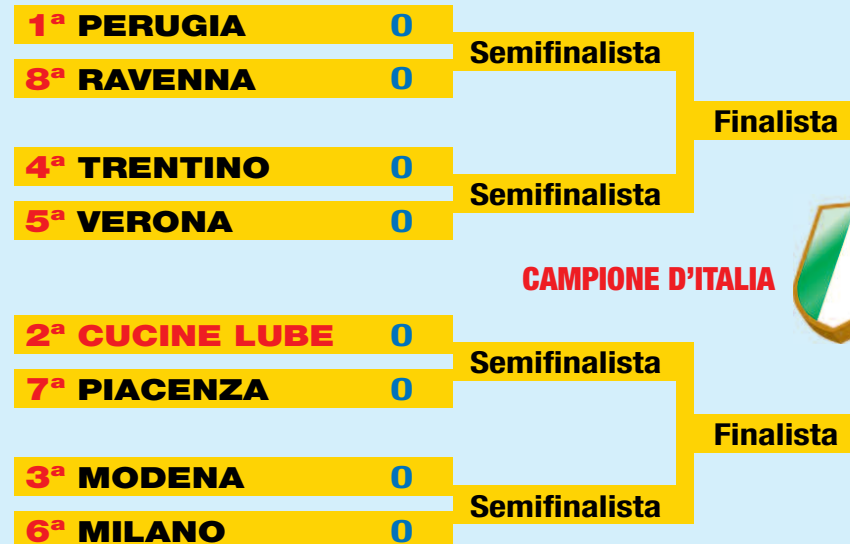 1ª PERUGIA 0
8ª RAVENNA 0
Semifinalista
Finalista
4ª TRENTINO 0
5ª VERONA 0
Semifinalista
CAMPIONE D'ITALIA
2ª CUCINE LUBE 0
7ª PIACENZA 0
Semifinalista
Finalista
3ª MODENA 0
6ª MILANO 0
Semifinalista